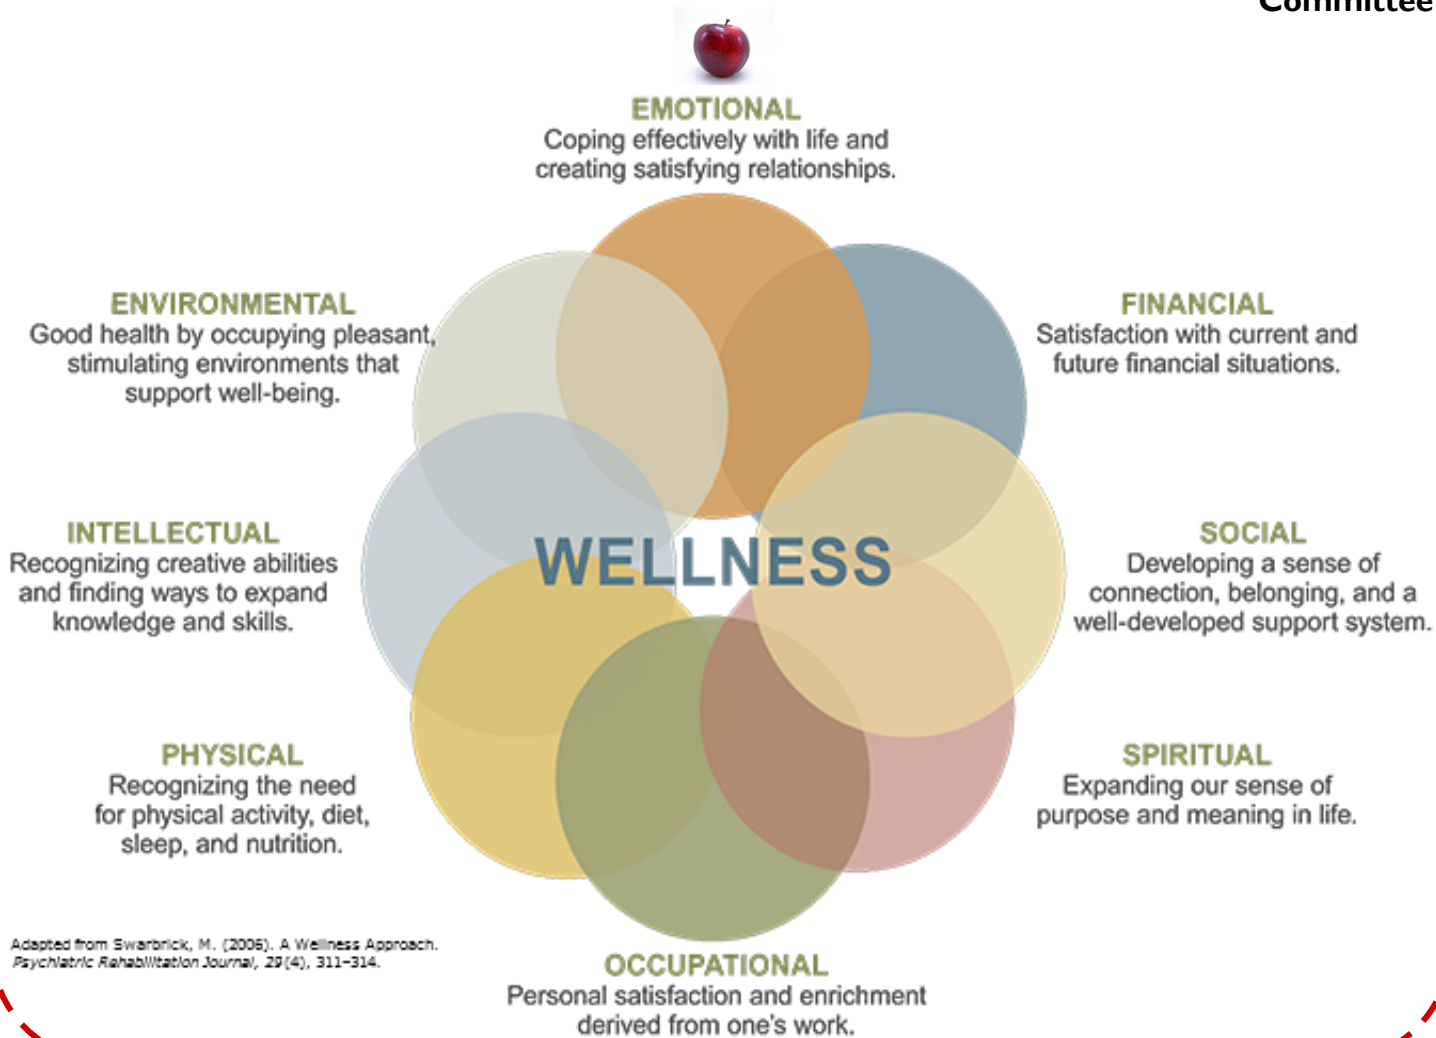 Committee
EMOTIONAL
Coping effectively with life and
creating satisfying relationships.
ENVIRONMENTAL
Good health by occupying pleasant,
stimulating environments that
support well-being.
FINANCIAL
Satisfaction with current and
future financial situations.
INTELLECTUAL
Recognizing creative abilities
and finding ways to expand
knowledge and skills.
WELLNESS
SOCIAL
Developing a sense of
connection, belonging, and a
well-developed support system.
PHYSICAL
Recognizing the need
for physical activity, diet,
sleep, and nutrition.
SPIRITUAL
Expanding our sense of
purpose and meaning in life.
Adapted from Swarbrick, M. (2006). A Wellness Approach.
Psychiatric Rehabilitation Journal, 29(4), 311–314.
OCCUPATIONAL
Personal satisfaction and enrichment
derived from one's work.